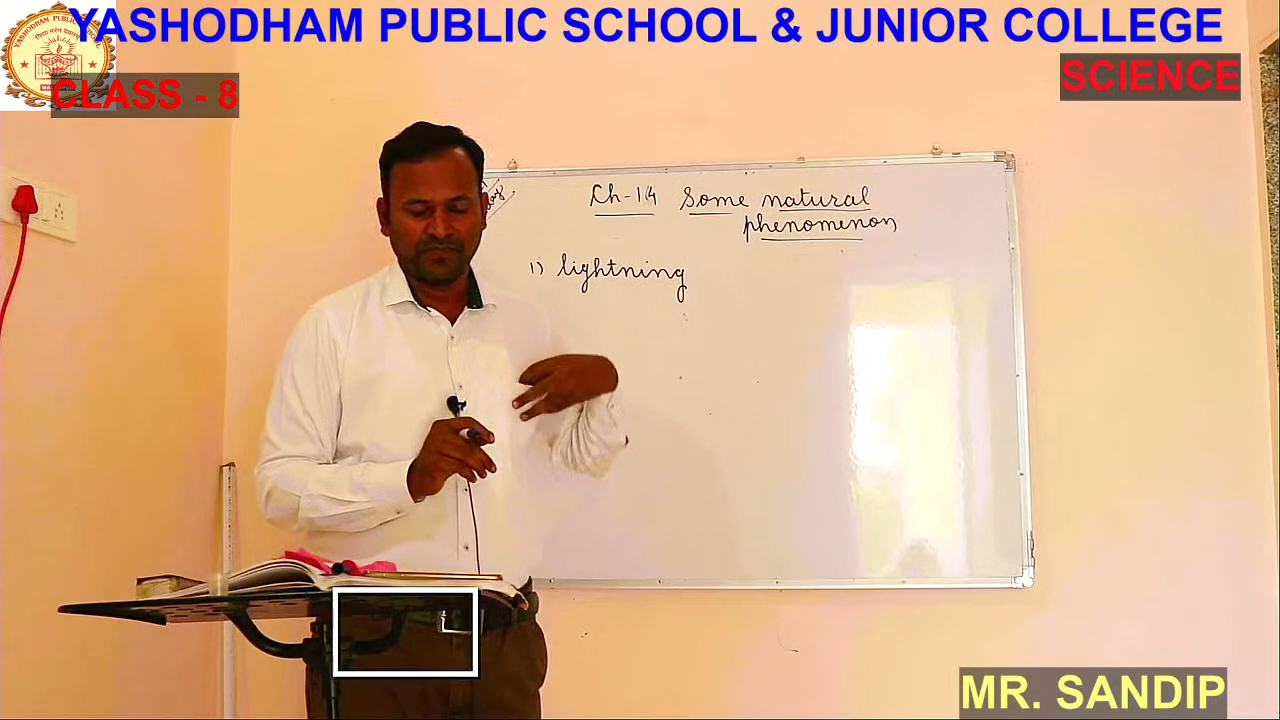 YASHODHAM PUBLIC SCHOOL & JUNIOR COLLEGE
CLASS - 8
SCIENCE
Ch-14 Some natural
phenomenon
1) lightning
MR. SANDIP